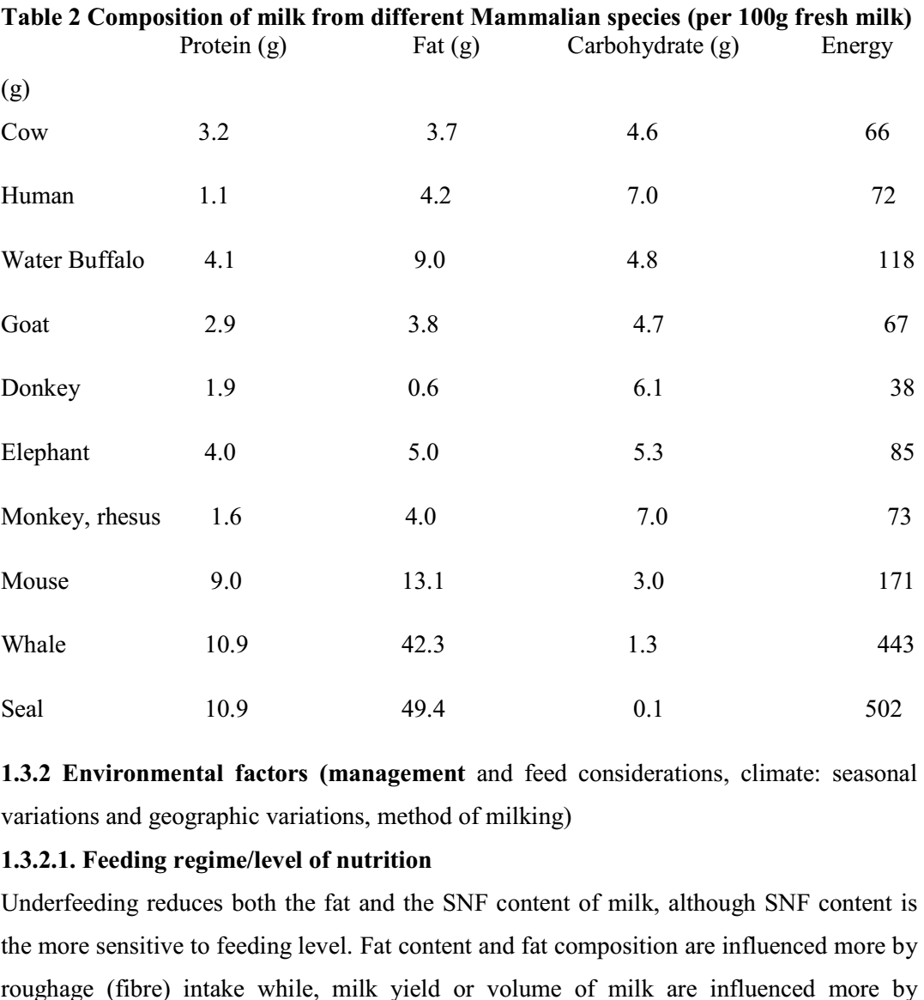 Table 2 Composition of milk from different Mammalian species (per 100g fresh milk)
Protein (g) Fat (g) Carbohydrate (g) Energy
(g)
Cow 3.2 3.7 4.6 66
Human 1.1 4.2 7.0 72
Water Buffalo 4.1 9.0 4.8 118
Goat 2.9 3.8 4.7 67
Donkey 1.9 0.6 6.1 38
Elephant 4.0 5.0 5.3 85
Monkey, rhesus 1.6 4.0 7.0 73
Mouse 9.0 13.1 3.0 171
Whale 10.9 42.3 1.3 443
Seal 10.9 49.4 0.1 502
1.3.2 Environmental factors (management and feed considerations, climate: seasonal
variations and geographic variations, method of milking)
1.3.2.1. Feeding regime/level of nutrition
Underfeeding reduces both the fat and the SNF content of milk, although SNF content is
the more sensitive to feeding level. Fat content and fat composition are influenced more by
roughage (fibre) intake while, milk yield or volume of milk are influenced more by